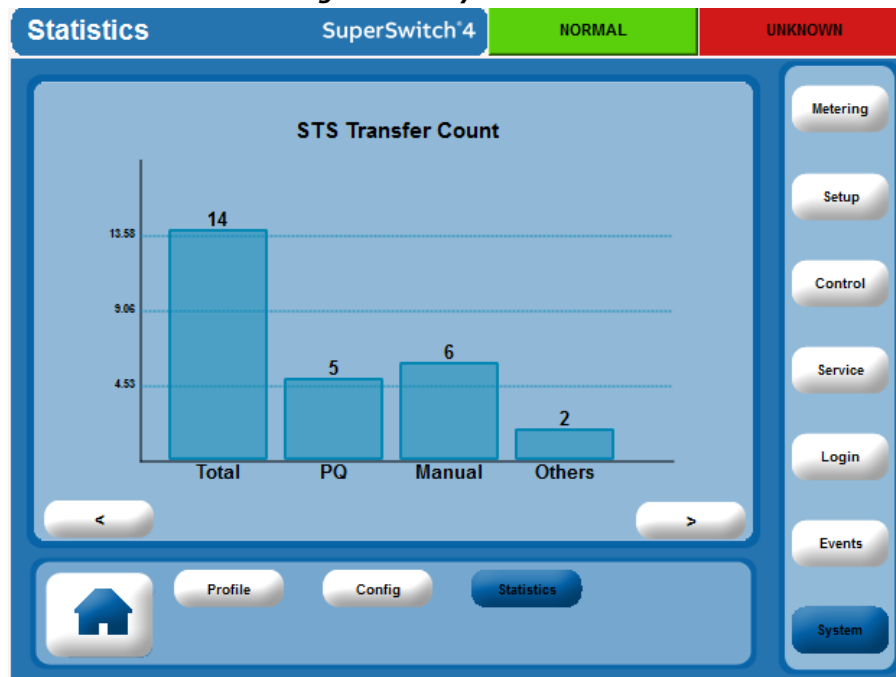 Statistics
SuperSwitch®4
NORMAL
UNKNOWN
STS Transfer Count
13.58
9.06
4.53
14
5
6
2
Total
PQ
Manual
Others
<
>
Profile
Config
Statistics
Metering
Setup
Control
Service
Login
Events
System